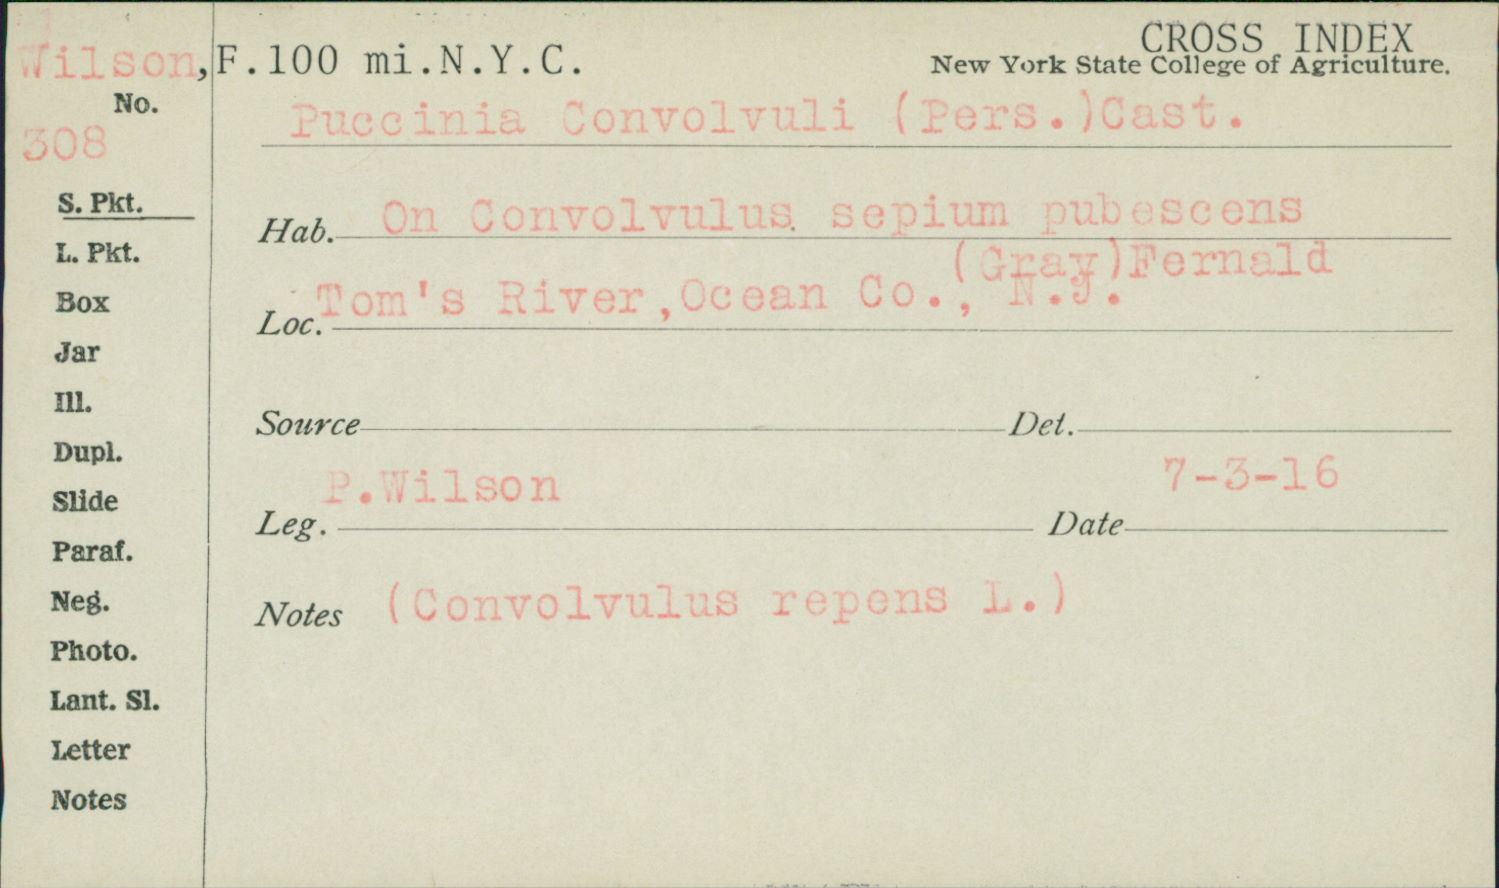 CROSS INDEX
Wilson, F. 100 mi.N.Y.C.
New York State College of Agriculture.
No.
308
Puccinia Convolvuli (Pers.)Cast.
S. Pkt.
Hab. On Convolvulus sepium pubescens
(Gray)Fernald
L. Pkt.
Box
Loc. Tom's River,Ocean Co., N.J.
Jar
Ill.
Source
Det.
Dupl.
Slide
Leg. P.Wilson
Date 7-3-16
Paraf.
Neg.
Notes (Convolvulus repens L.)
Photo.
Lant. Sl.
Letter
Notes